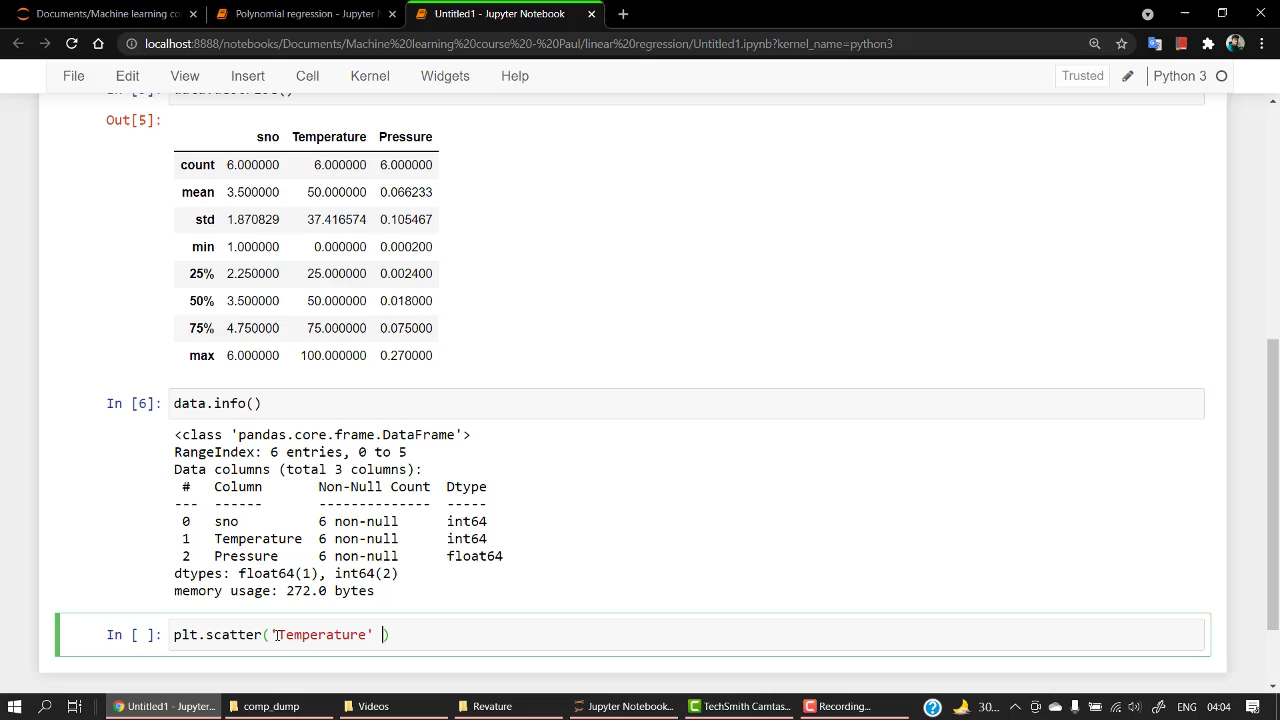 Documents/Machine learning co
Polynomial regression - Jupyter N
Untitled1 - Jupyter Notebook
localhost:8888/notebooks/Documents/Machine%20learning%20course%20-%20Paul/linear%20regression/Untitled1.ipynb?kernel_name=python3
File Edit View Insert Cell Kernel Widgets Help Trusted Python 3
Out[5]:
sno Temperature Pressure
count 6.000000 6.000000 6.000000
mean 3.500000 50.000000 0.066233
std 1.870829 37.416574 0.105467
min 1.000000 0.000000 0.000200
25% 2.250000 25.000000 0.002400
50% 3.500000 50.000000 0.018000
75% 4.750000 75.000000 0.075000
max 6.000000 100.000000 0.270000
In [6]: data.info()
<class 'pandas.core.frame.DataFrame'>
RangeIndex: 6 entries, 0 to 5
Data columns (total 3 columns):
# Column Non-Null Count Dtype
--- ------ -------------- -----
0 sno 6 non-null int64
1 Temperature 6 non-null int64
2 Pressure 6 non-null float64
dtypes: float64(1), int64(2)
memory usage: 272.0 bytes
In [ ]: plt.scatter('Temperature' )
Untitled1 - Jupyter... comp_dump Videos Revature Jupyter Notebook... TechSmith Camtas... Recording... 30... ENG 04:04